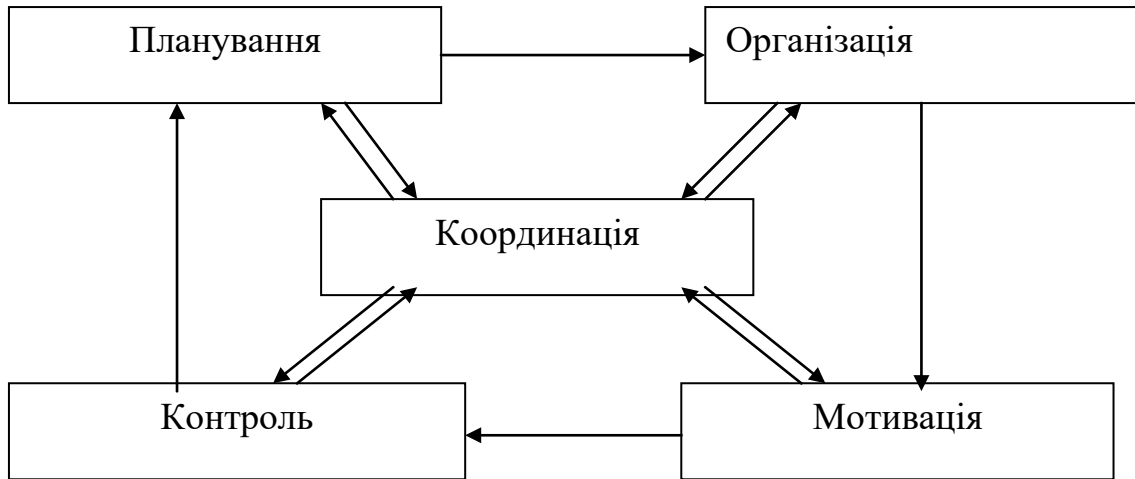 Планування
Організація
Координація
Контроль
Мотивація